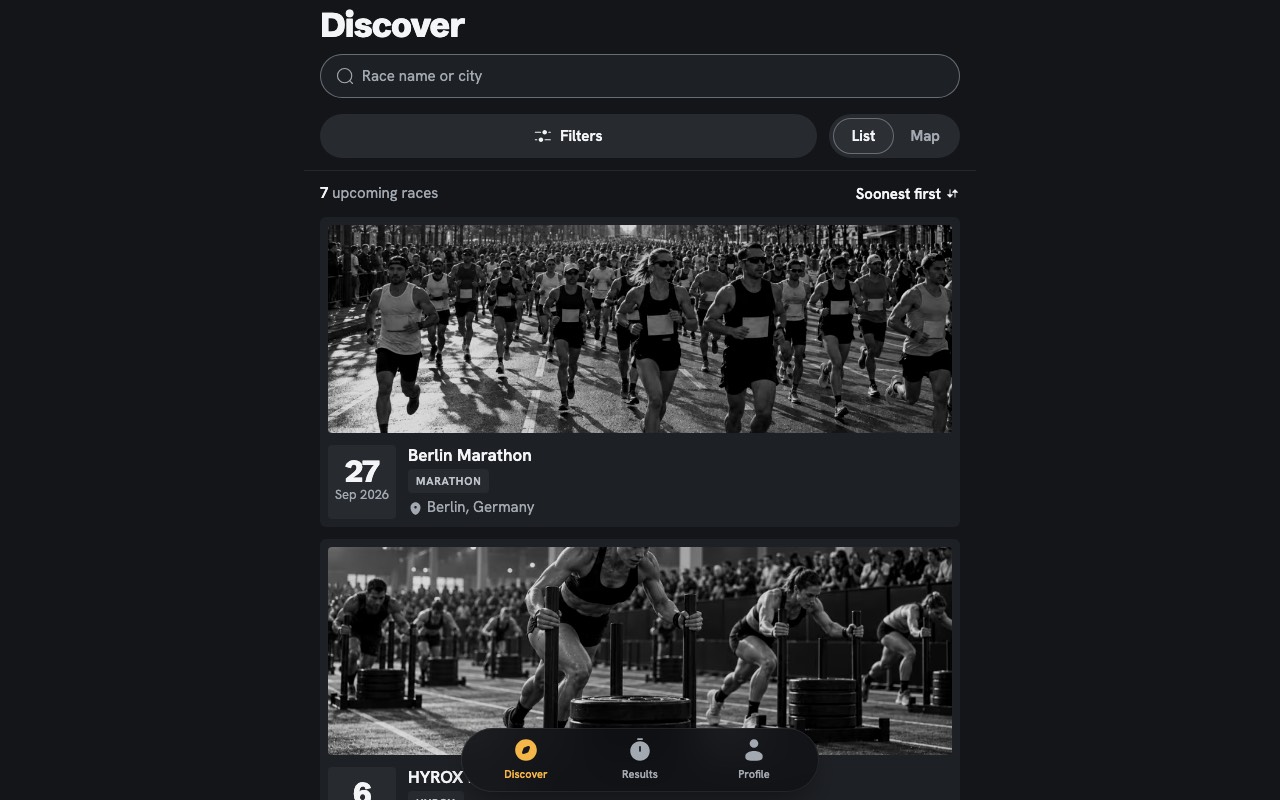 Discover
Race name or city
Filters
List
Map
7 upcoming races
Soonest first
27
Sep 2026
Berlin Marathon
MARATHON
Berlin, Germany
6
HYROX
HYROX
Discover
Results
Profile